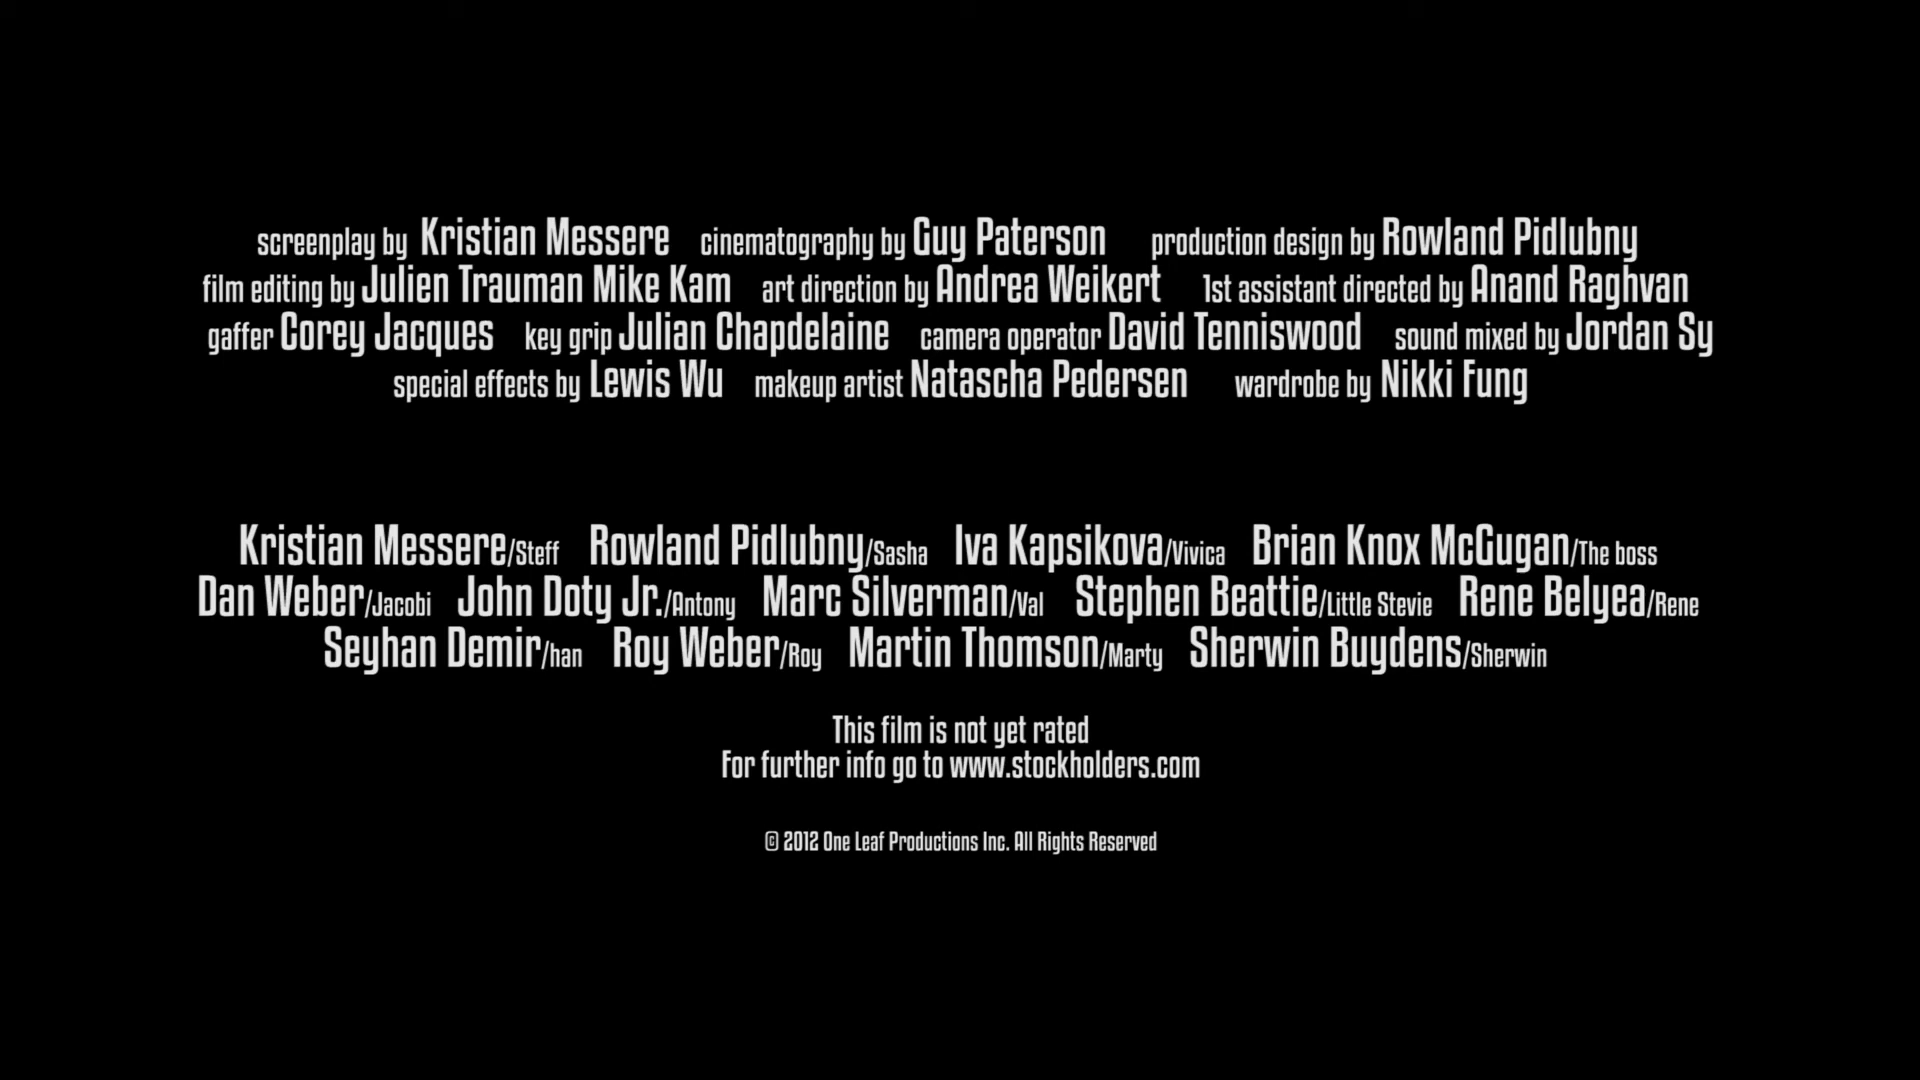 screenplay by Kristian Messere cinematography by Guy Paterson production design by Rowland Pidlubny
film editing by Julien Trauman Mike Kam art direction by Andrea Weikert 1st assistant directed by Anand Raghvan
gaffer Corey Jacques key grip Julian Chapdelaine camera operator David Tenniswood sound mixed by Jordan Sy
special effects by Lewis Wu makeup artist Natascha Pedersen wardrobe by Nikki Fung
Kristian Messere/Steff Rowland Pidlubny/Sasha Iva Kapsikova/Vivica Brian Knox McGugan/The boss
Dan Weber/Jacobi John Doty Jr./Antony Marc Silverman/Val Stephen Beattie/Little Stevie Rene Belyea/Rene
Seyhan Demir/han Roy Weber/Roy Martin Thomson/Marty Sherwin Buydens/Sherwin
This film is not yet rated
For further info go to www.stockholders.com
© 2012 One Leaf Productions Inc. All Rights Reserved